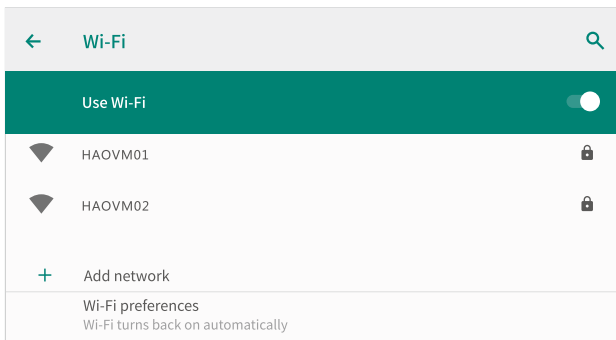 Wi-Fi
Use Wi-Fi
HAOVM01
HAOVM02
Add network
Wi-Fi preferences
Wi-Fi turns back on automatically